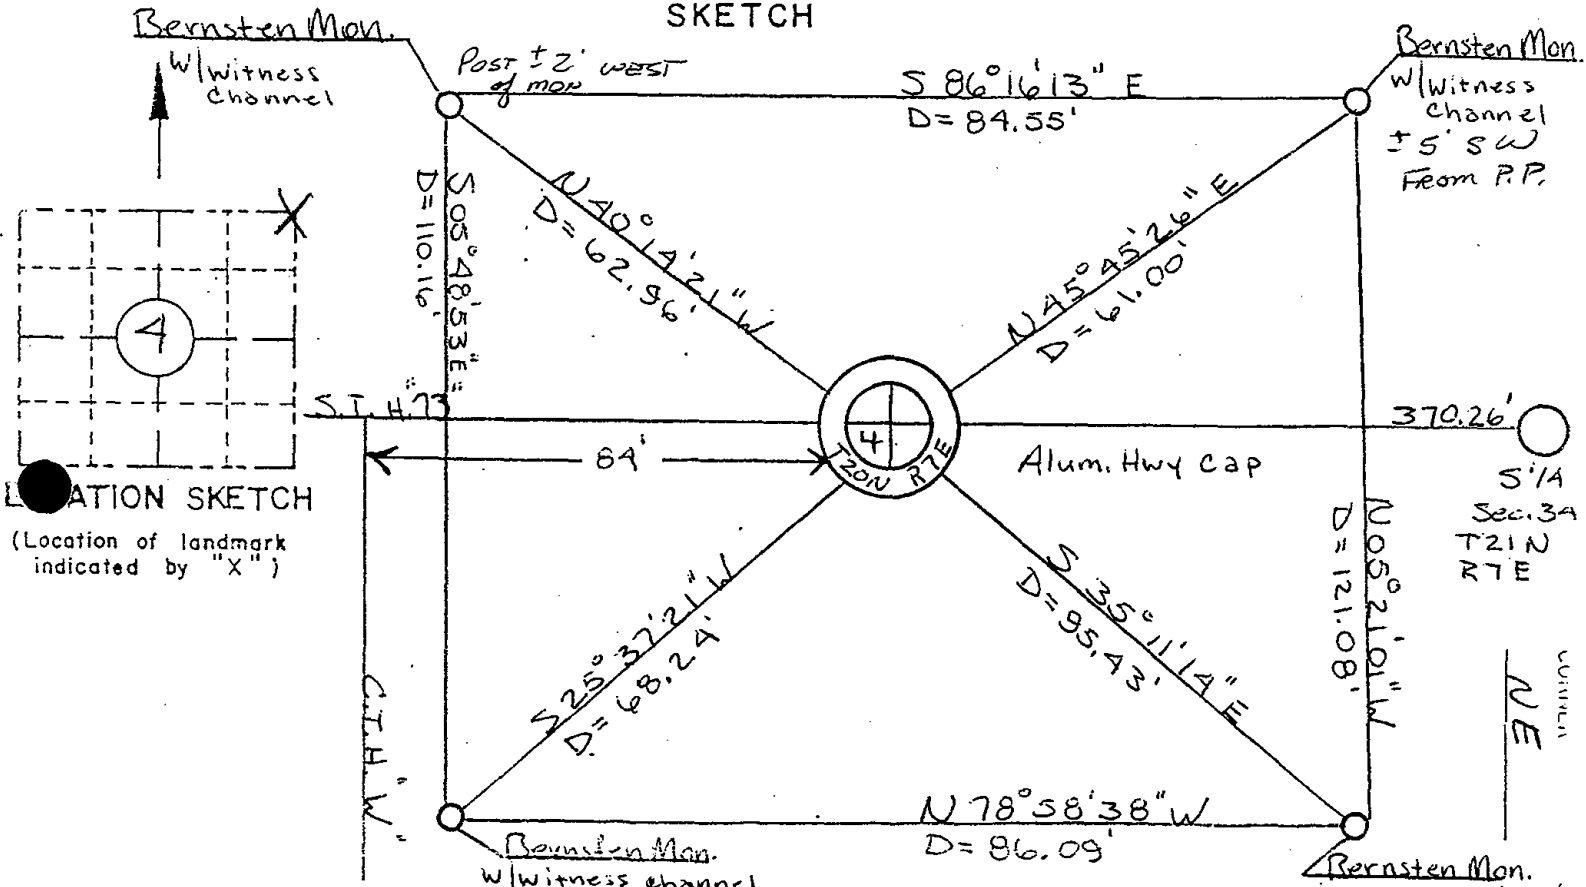 SKETCH
Bernsten Mon.
W/Witness
Channel
Post ± 2' west
of mon
S 86° 16' 13" E
D= 84.55'
Bernsten Mon.
W/Witness
Channel
± 5' SW
From P.P.
S 05° 48' 53" E
D= 110.16'
N 40° 14' 21" W
D= 62.96'
N 45° 45' 26" E
D= 61.00'
4
S.T.H. "73"
84'
4
T20N R7E
Alum. Hwy Cap
370.26'
S 1/4
Sec. 34
T21N
R7E
ATION SKETCH
(Location of landmark
indicated by "X")
X
S 25° 37' 21" W
D= 68.24'
S 35° 11' 14" E
D= 95.43'
N 05° 21' 01" W
D= 121.08'
C.T.H. "W"
NE
N 78° 58' 38" W
D= 86.09'
Bernsten Mon.
W/Witness channel
Bernsten Mon.